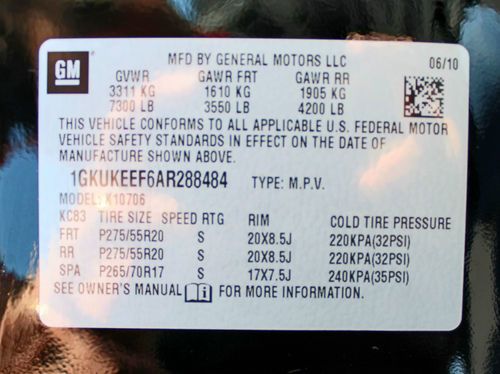 GM
MFD BY GENERAL MOTORS LLC 06/10
GVWR GAWR FRT GAWR RR
3311 KG 1610 KG 1905 KG
7300 LB 3550 LB 4200 LB
THIS VEHICLE CONFORMS TO ALL APPLICABLE U.S. FEDERAL MOTOR
VEHICLE SAFETY STANDARDS IN EFFECT ON THE DATE OF
MANUFACTURE SHOWN ABOVE.
1GKUKEEF6AR288484 TYPE: M.P.V.
MODEL: K10706
KC83 TIRE SIZE SPEED RTG RIM COLD TIRE PRESSURE
FRT P275/55R20 S 20X8.5J 220KPA(32PSI)
RR P275/55R20 S 20X8.5J 220KPA(32PSI)
SPA P265/70R17 S 17X7.5J 240KPA(35PSI)
SEE OWNER'S MANUAL i FOR MORE INFORMATION.